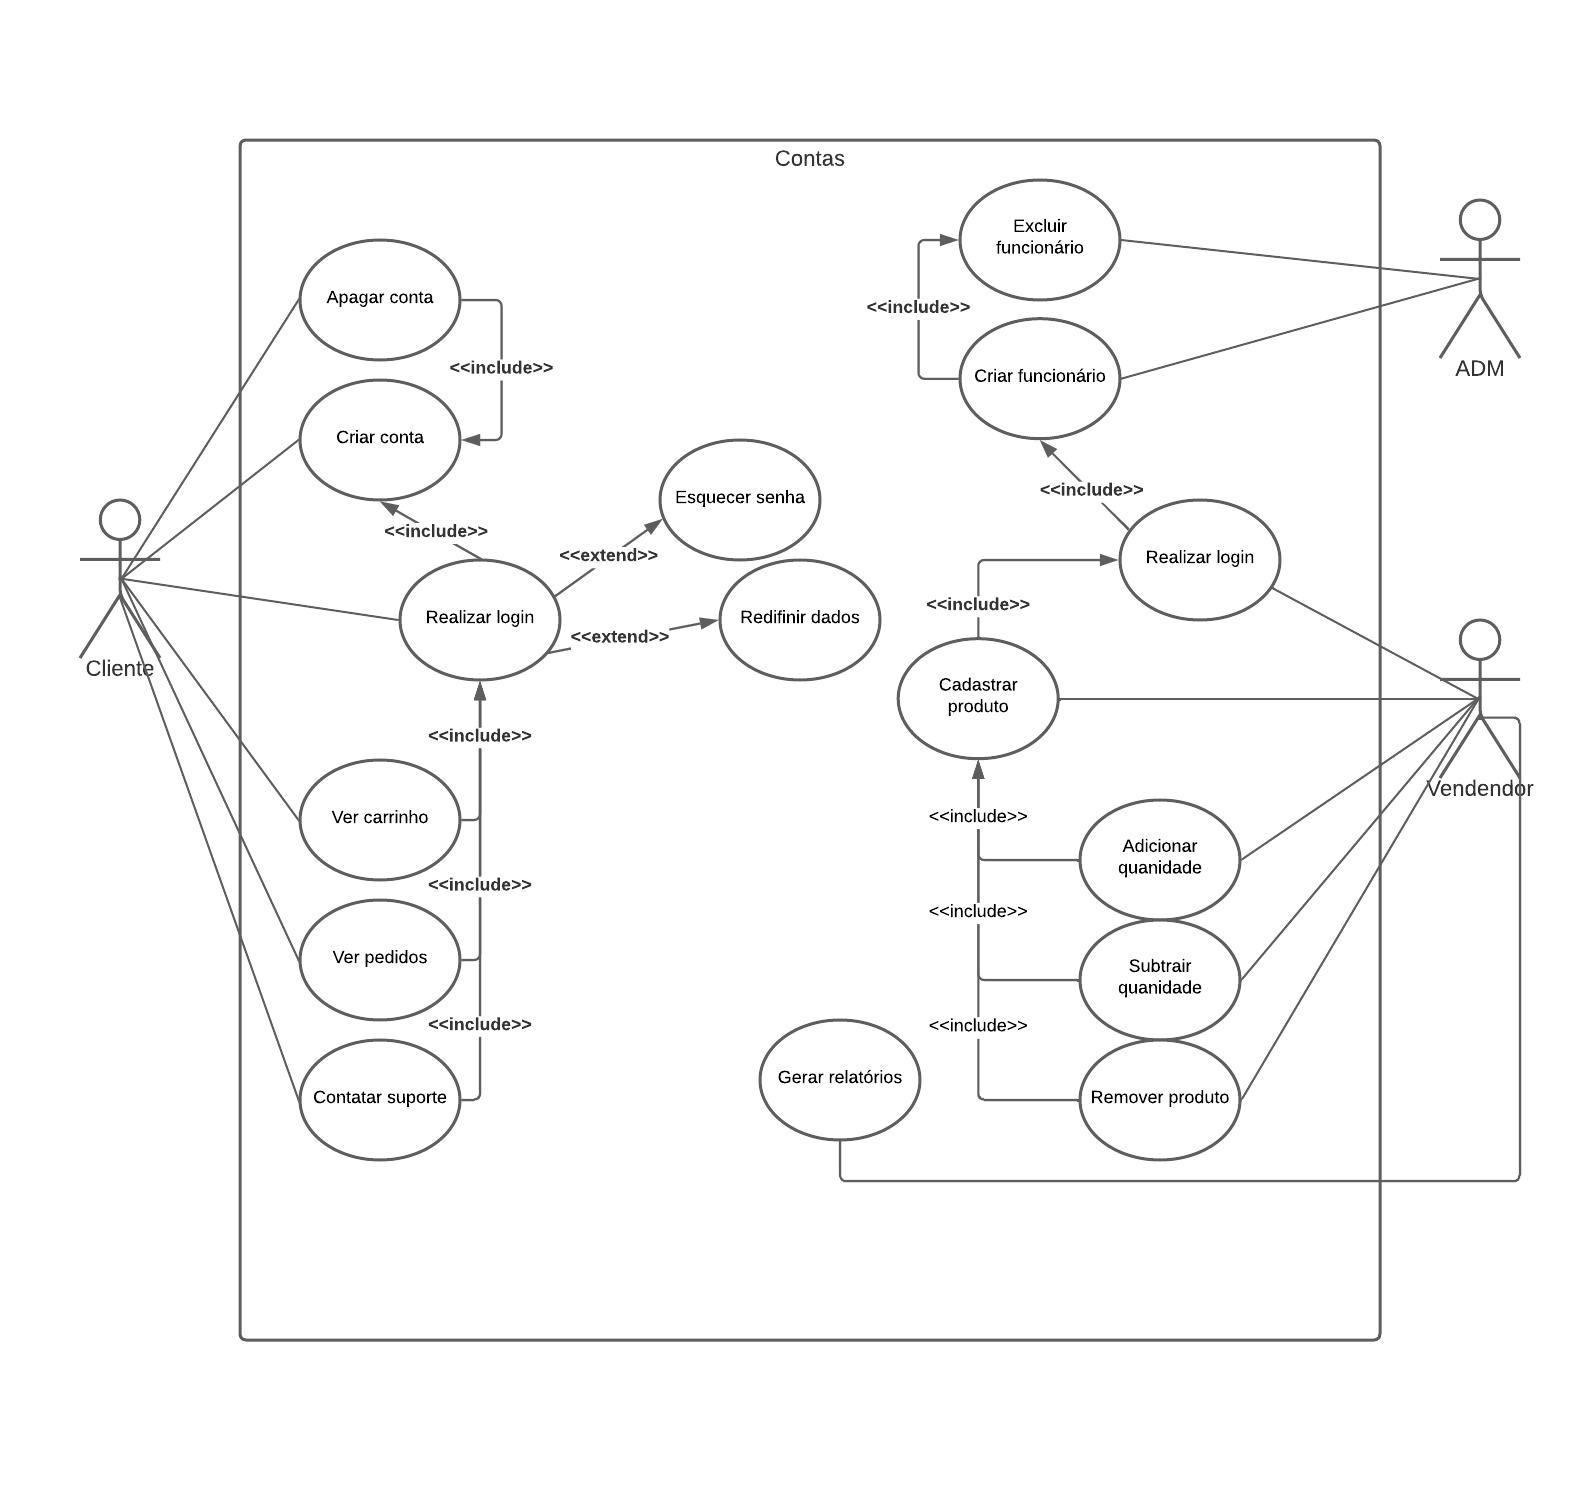 Contas
Excluir
funcionário
Apagar conta
<<include>>
<<include>>
ADM
Criar funcionário
Criar conta
<<include>>
Esquecer senha
<<include>>
<<extend>>
Realizar login
<<include>>
Realizar login
<<extend>>
Redifinir dados
Cliente
Cadastrar
produto
<<include>>
Vendendor
Ver carrinho
<<include>>
Adicionar
quanidade
<<include>>
<<include>>
Ver pedidos
Subtrair
quanidade
<<include>>
<<include>>
Gerar relatórios
Contatar suporte
Remover produto